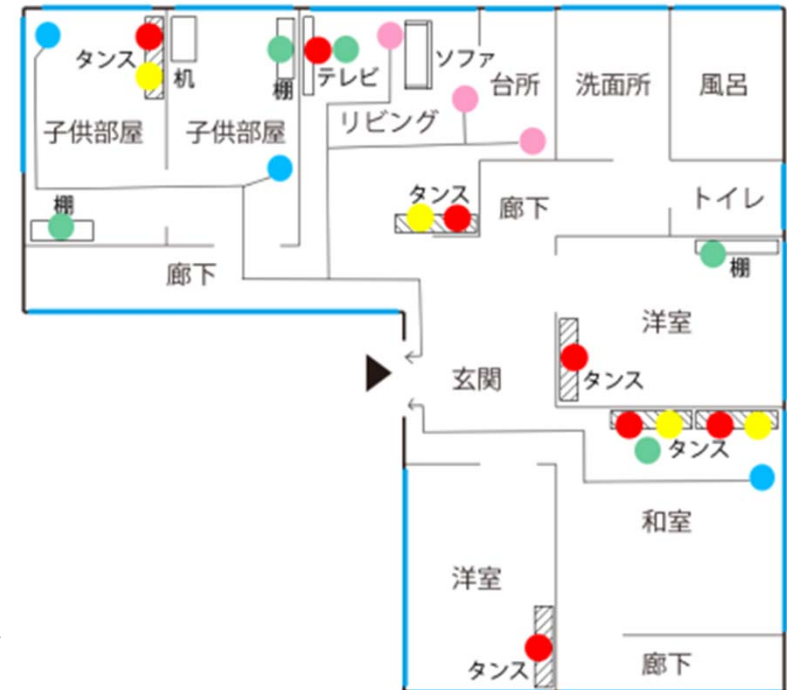 タンス
机
棚
テレビ
ソファ
台所
洗面所
風呂
子供部屋
子供部屋
リビング
棚
タンス
廊下
トイレ
廊下
棚
洋室
玄関
タンス
タンス
和室
洋室
タンス
廊下